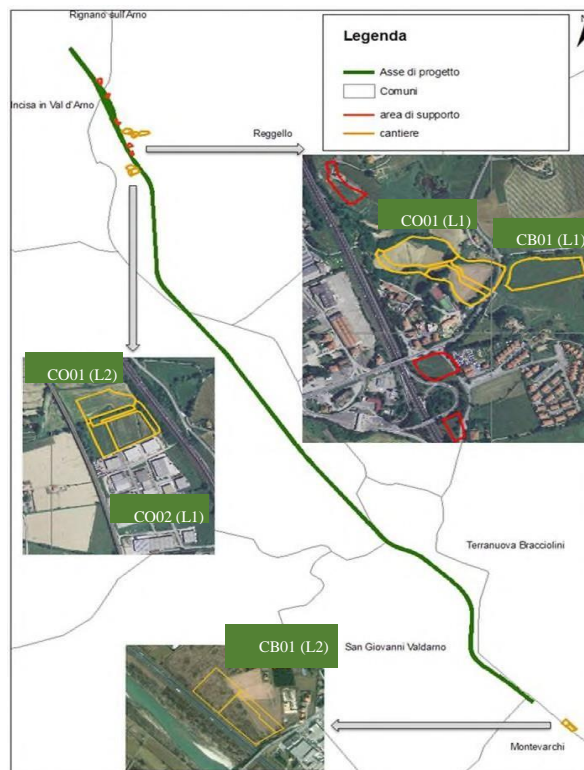 Rignano sull'Arno
Legenda
Asse di progetto
Comuni
area di supporto
cantiere
Incisa in Val d'Arno
Reggello
CO01 (L1)
CB01 (L1)
CO01 (L2)
CO02 (L1)
Terranuova Bracciolini
CB01 (L2)
San Giovanni Valdarno
Montevarchi